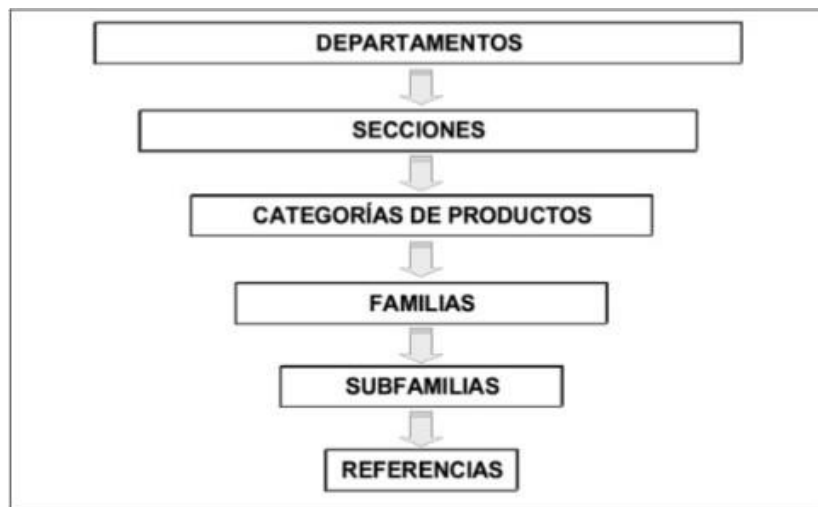 DEPARTAMENTOS
SECCIONES
CATEGORÍAS DE PRODUCTOS
FAMILIAS
SUBFAMILIAS
REFERENCIAS